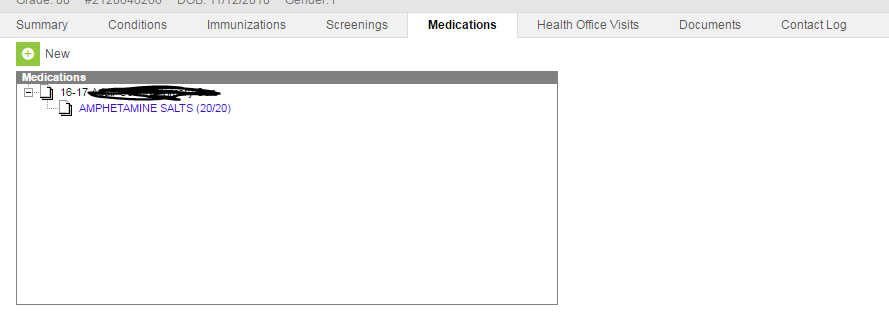 Summary Conditions Immunizations Screenings Medications Health Office Visits Documents Contact Log
New
Medications
16-17
AMPHETAMINE SALTS (20/20)